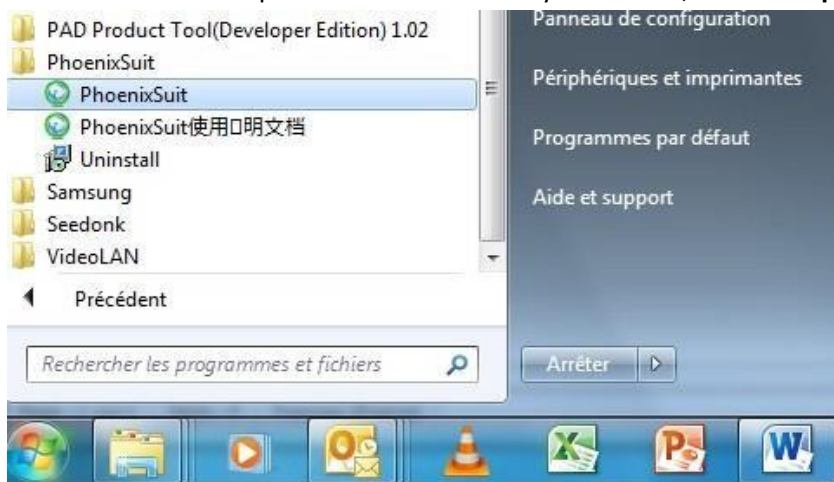 PAD Product Tool(Developer Edition) 1.02
PhoenixSuit
PhoenixSuit
PhoenixSuit使用□明文档
Uninstall
Samsung
Seedonk
VideoLAN
Précédent
Rechercher les programmes et fichiers
Panneau de configuration
Périphériques et imprimantes
Programmes par défaut
Aide et support
Arrêter